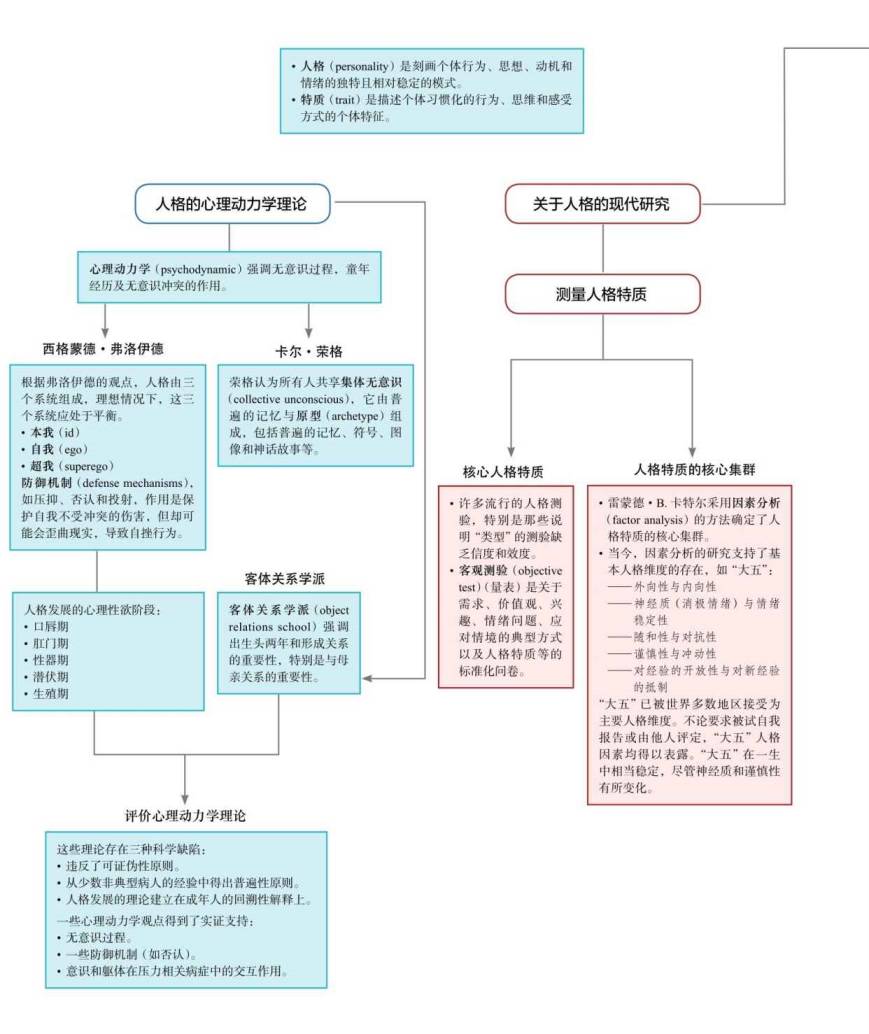 • 人格（personality）是刻画个体行为、思想、动机和
情绪的独特且相对稳定的模式。
• 特质（trait）是描述个体习惯化的行为、思维和感受
方式的个体特征。
人格的心理动力学理论
心理动力学（psychodynamic）强调无意识过程，童年
经历及无意识冲突的作用。
西格蒙德·弗洛伊德
根据弗洛伊德的观点，人格由三
个系统组成，理想情况下，这三
个系统应处于平衡。
• 本我（id）
• 自我（ego）
• 超我（superego）
防御机制（defense mechanisms），
如压抑、否认和投射，作用是保
护自我不受冲突的伤害，但却可
能会歪曲现实，导致自挫行为。
卡尔·荣格
荣格认为所有人共享集体无意识
（collective unconscious），它由普
遍的记忆与原型（archetype）组
成，包括普遍的记忆、符号、图
像和神话故事等。
人格发展的心理性欲阶段：
• 口唇期
• 肛门期
• 性器期
• 潜伏期
• 生殖期
客体关系学派
客体关系学派（object
relations school）强调
出生头两年和形成关系
的重要性，特别是与母
亲关系的重要性。
评价心理动力学理论
这些理论存在三种科学缺陷：
• 违反了可证伪性原则。
• 从少数非典型病人的经验中得出普遍性原则。
• 人格发展的理论建立在成年人的回溯性解释上。
一些心理动力学观点得到了实证支持：
• 无意识过程。
• 一些防御机制（如否认）。
• 意识和躯体在压力相关病症中的交互作用。
关于人格的现代研究
测量人格特质
核心人格特质
• 许多流行的人格测
验，特别是那些说
明“类型”的测验缺
乏信度和效度。
• 客观测验（objective
test）（量表）是关于
需求、价值观、兴
趣、情绪问题、应
对情境的典型方式
以及人格特质等的
标准化问卷。
人格特质的核心集群
• 雷蒙德·B. 卡特尔采用因素分析
（factor analysis）的方法确定了人
格特质的核心集群。
• 当今，因素分析的研究支持了基
本人格维度的存在，如“大五”：
——外向性与内向性
——神经质（消极情绪）与情绪
稳定性
——随和性与对抗性
——谨慎性与冲动性
——对经验的开放性与对新经验
的抵制
“大五”已被世界多数地区接受为
主要人格维度。不论要求被试自我
报告或由他人评定，“大五”人格
因素均得以表露。“大五”在一生
中相当稳定，尽管神经质和谨慎性
有所变化。